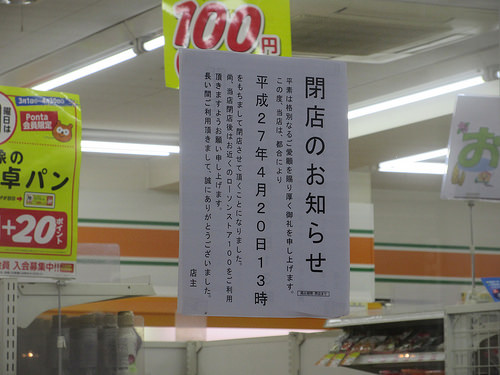 閉店のお知らせ
平素は格別なるご愛顧を賜り厚く御礼を申し上げます。
この度、当店は、都合により
平成27年4月20日13時
をもちまして閉店させて頂くことになりました。
尚、当店閉店後はお近くのローソンストア100をご利用
頂きますようお願い申し上げます。
長い間ご利用頂きまして、誠にありがとうございました。
店主
100円
曜日は
Ponta
会員限定
卓パン
+20ポイント
会員募集中!!
お